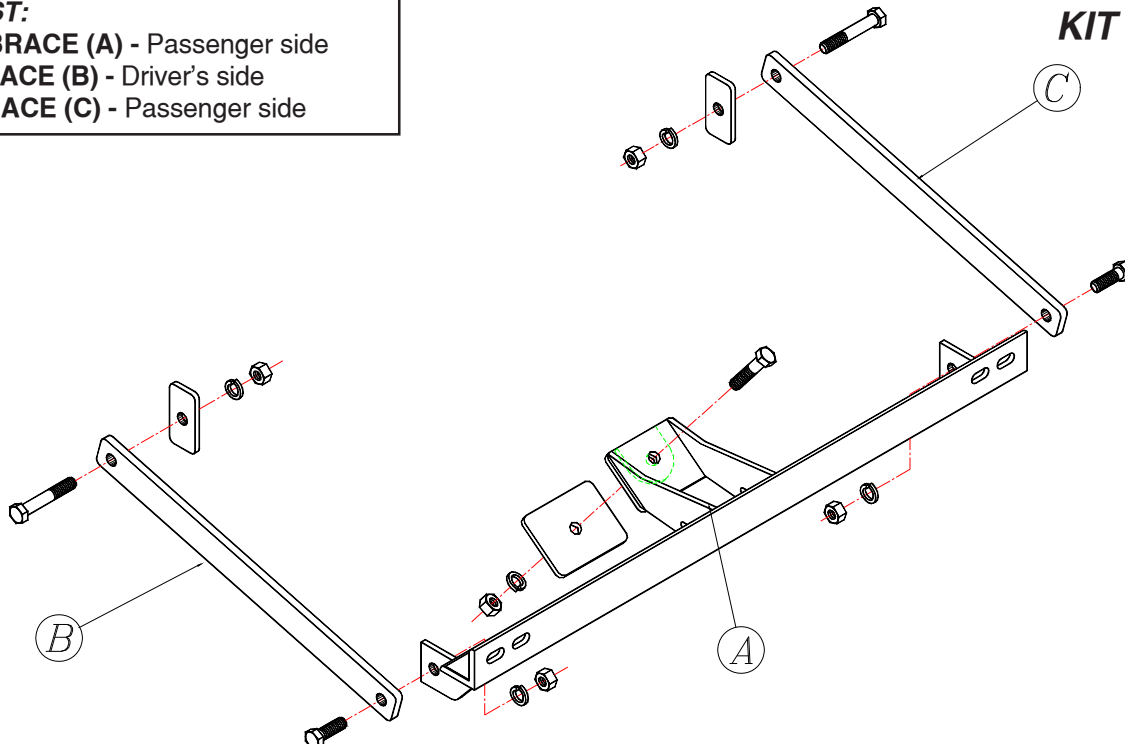 ST:
BRACE (A) - Passenger side
ACE (B) - Driver's side
ACE (C) - Passenger side
KIT
C
B
A